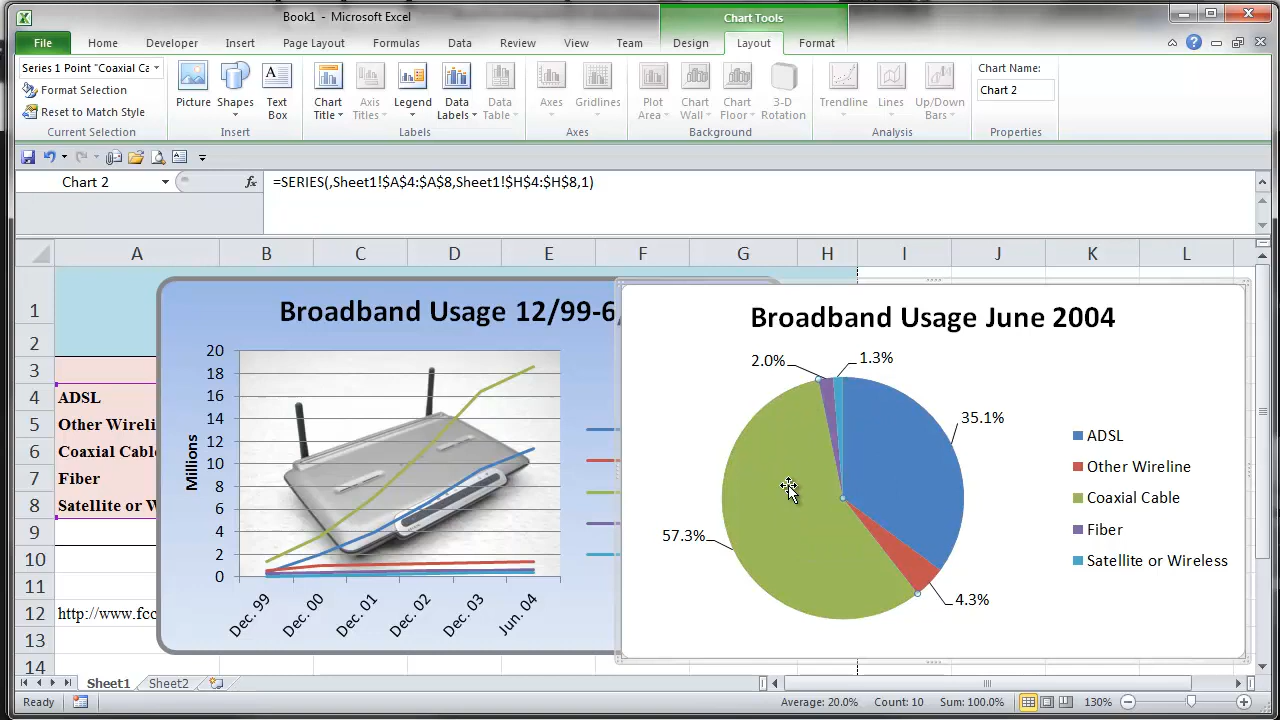 Book1 - Microsoft Excel
Chart Tools
File Home Developer Insert Page Layout Formulas Data Review View Team Design Layout Format
Series 1 Point "Coaxial Ca
Format Selection
Reset to Match Style
Current Selection
Picture Shapes Text Box
Insert
Chart Title Axis Titles Legend Data Labels Data Table
Labels
Axes Gridlines
Axes
Plot Area Chart Wall Chart Floor 3-D Rotation
Background
Trendline Lines Up/Down Bars
Analysis
Chart Name:
Chart 2
Properties
Chart 2 fx =SERIES(,Sheet1!$A$4:$A$8,Sheet1!$H$4:$H$8,1)
A B C D E F G H I J K L
1
2
3
4 ADSL
5 Other Wireli
6 Coaxial Cabl
7 Fiber
8 Satellite or W
9
10
11
12 http://www.fcc
13
14
Broadband Usage 12/99-6/
Millions
20
18
16
14
12
10
8
6
4
2
0
Dec. 99 Dec. 00 Dec. 01 Dec. 02 Dec. 03 Jun. 04
Broadband Usage June 2004
2.0% 1.3%
35.1%
57.3%
4.3%
ADSL
Other Wireline
Coaxial Cable
Fiber
Satellite or Wireless
Sheet1 Sheet2
Ready Average: 20.0% Count: 10 Sum: 100.0% 130%